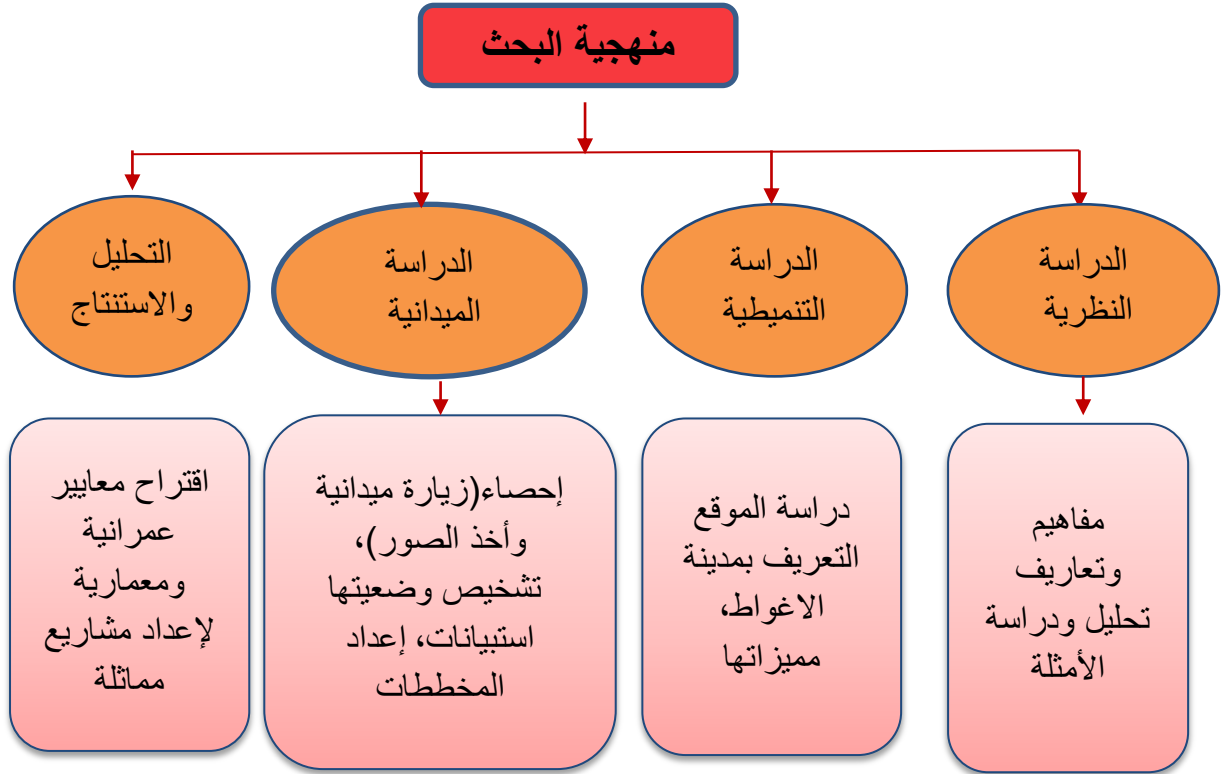 منهجية البحث
الدراسة
النظرية
الدراسة
التنميطية
الدراسة
الميدانية
التحليل
والاستنتاج
مفاهيم
وتعاريف
تحليل ودراسة
الأمثلة
دراسة الموقع
التعريف بمدينة
الاغواط،
مميزاتها
إحصاء(زيارة ميدانية
وأخذ الصور)،
تشخيص وضعيتها
استبيانات، إعداد
المخططات
اقتراح معايير
عمرانية
ومعمارية
لإعداد مشاريع
مماثلة